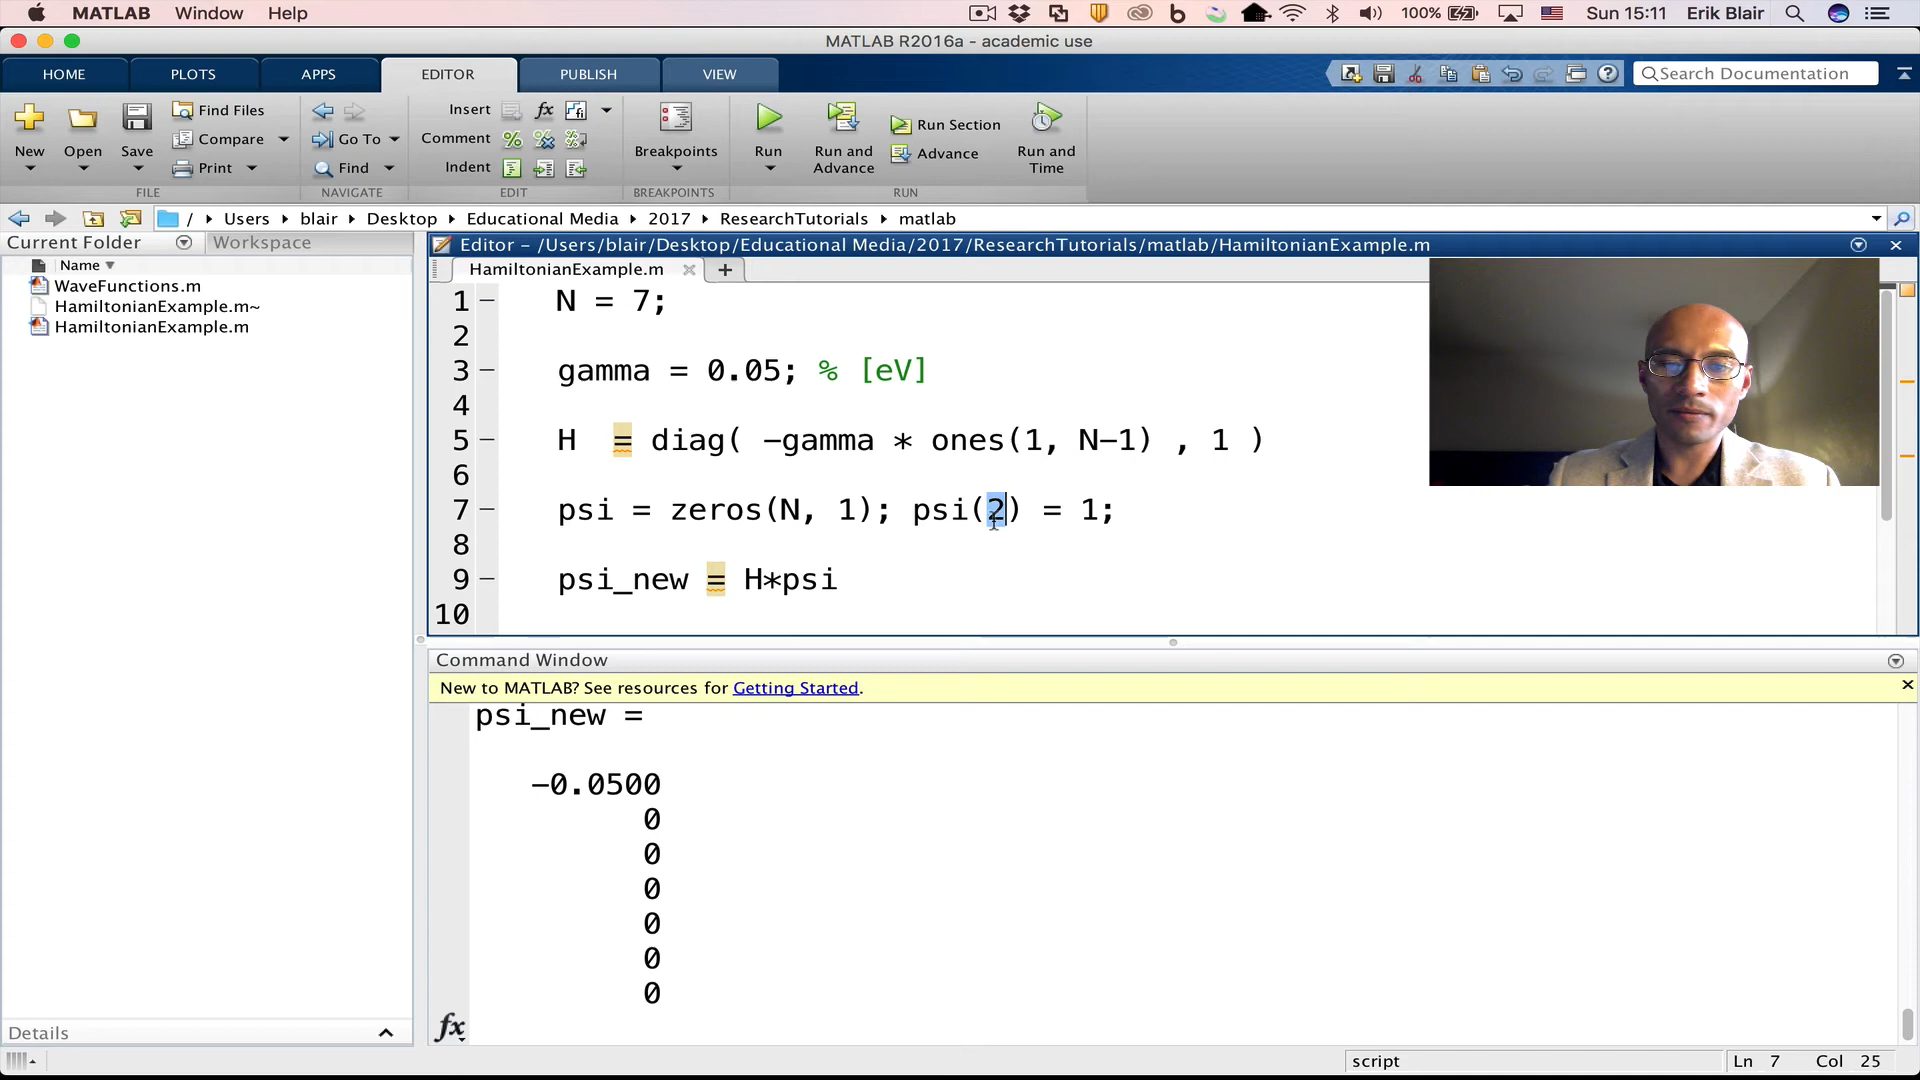 MATLAB Window Help 100% Sun 15:11 Erik Blair
MATLAB R2016a - academic use
HOME PLOTS APPS EDITOR PUBLISH VIEW Search Documentation
New Open Save Find Files Compare Print
Go To Find
Insert fx Comment Indent
Breakpoints
Run Run and Advance Run Section Advance Run and Time
FILE NAVIGATE EDIT BREAKPOINTS RUN
/ Users blair Desktop Educational Media 2017 ResearchTutorials matlab
Current Folder Workspace
Name
WaveFunctions.m
HamiltonianExample.m~
HamiltonianExample.m
Details
Editor - /Users/blair/Desktop/Educational Media/2017/ResearchTutorials/matlab/HamiltonianExample.m
HamiltonianExample.m +
1 - N = 7;
2
3 - gamma = 0.05; % [eV]
4
5 - H = diag( -gamma * ones(1, N-1) , 1 )
6
7 - psi = zeros(N, 1); psi(2) = 1;
8
9 - psi_new = H*psi
10
Command Window
New to MATLAB? See resources for Getting Started.
psi_new =
-0.0500
0
0
0
0
0
0
fx
script Ln 7 Col 25